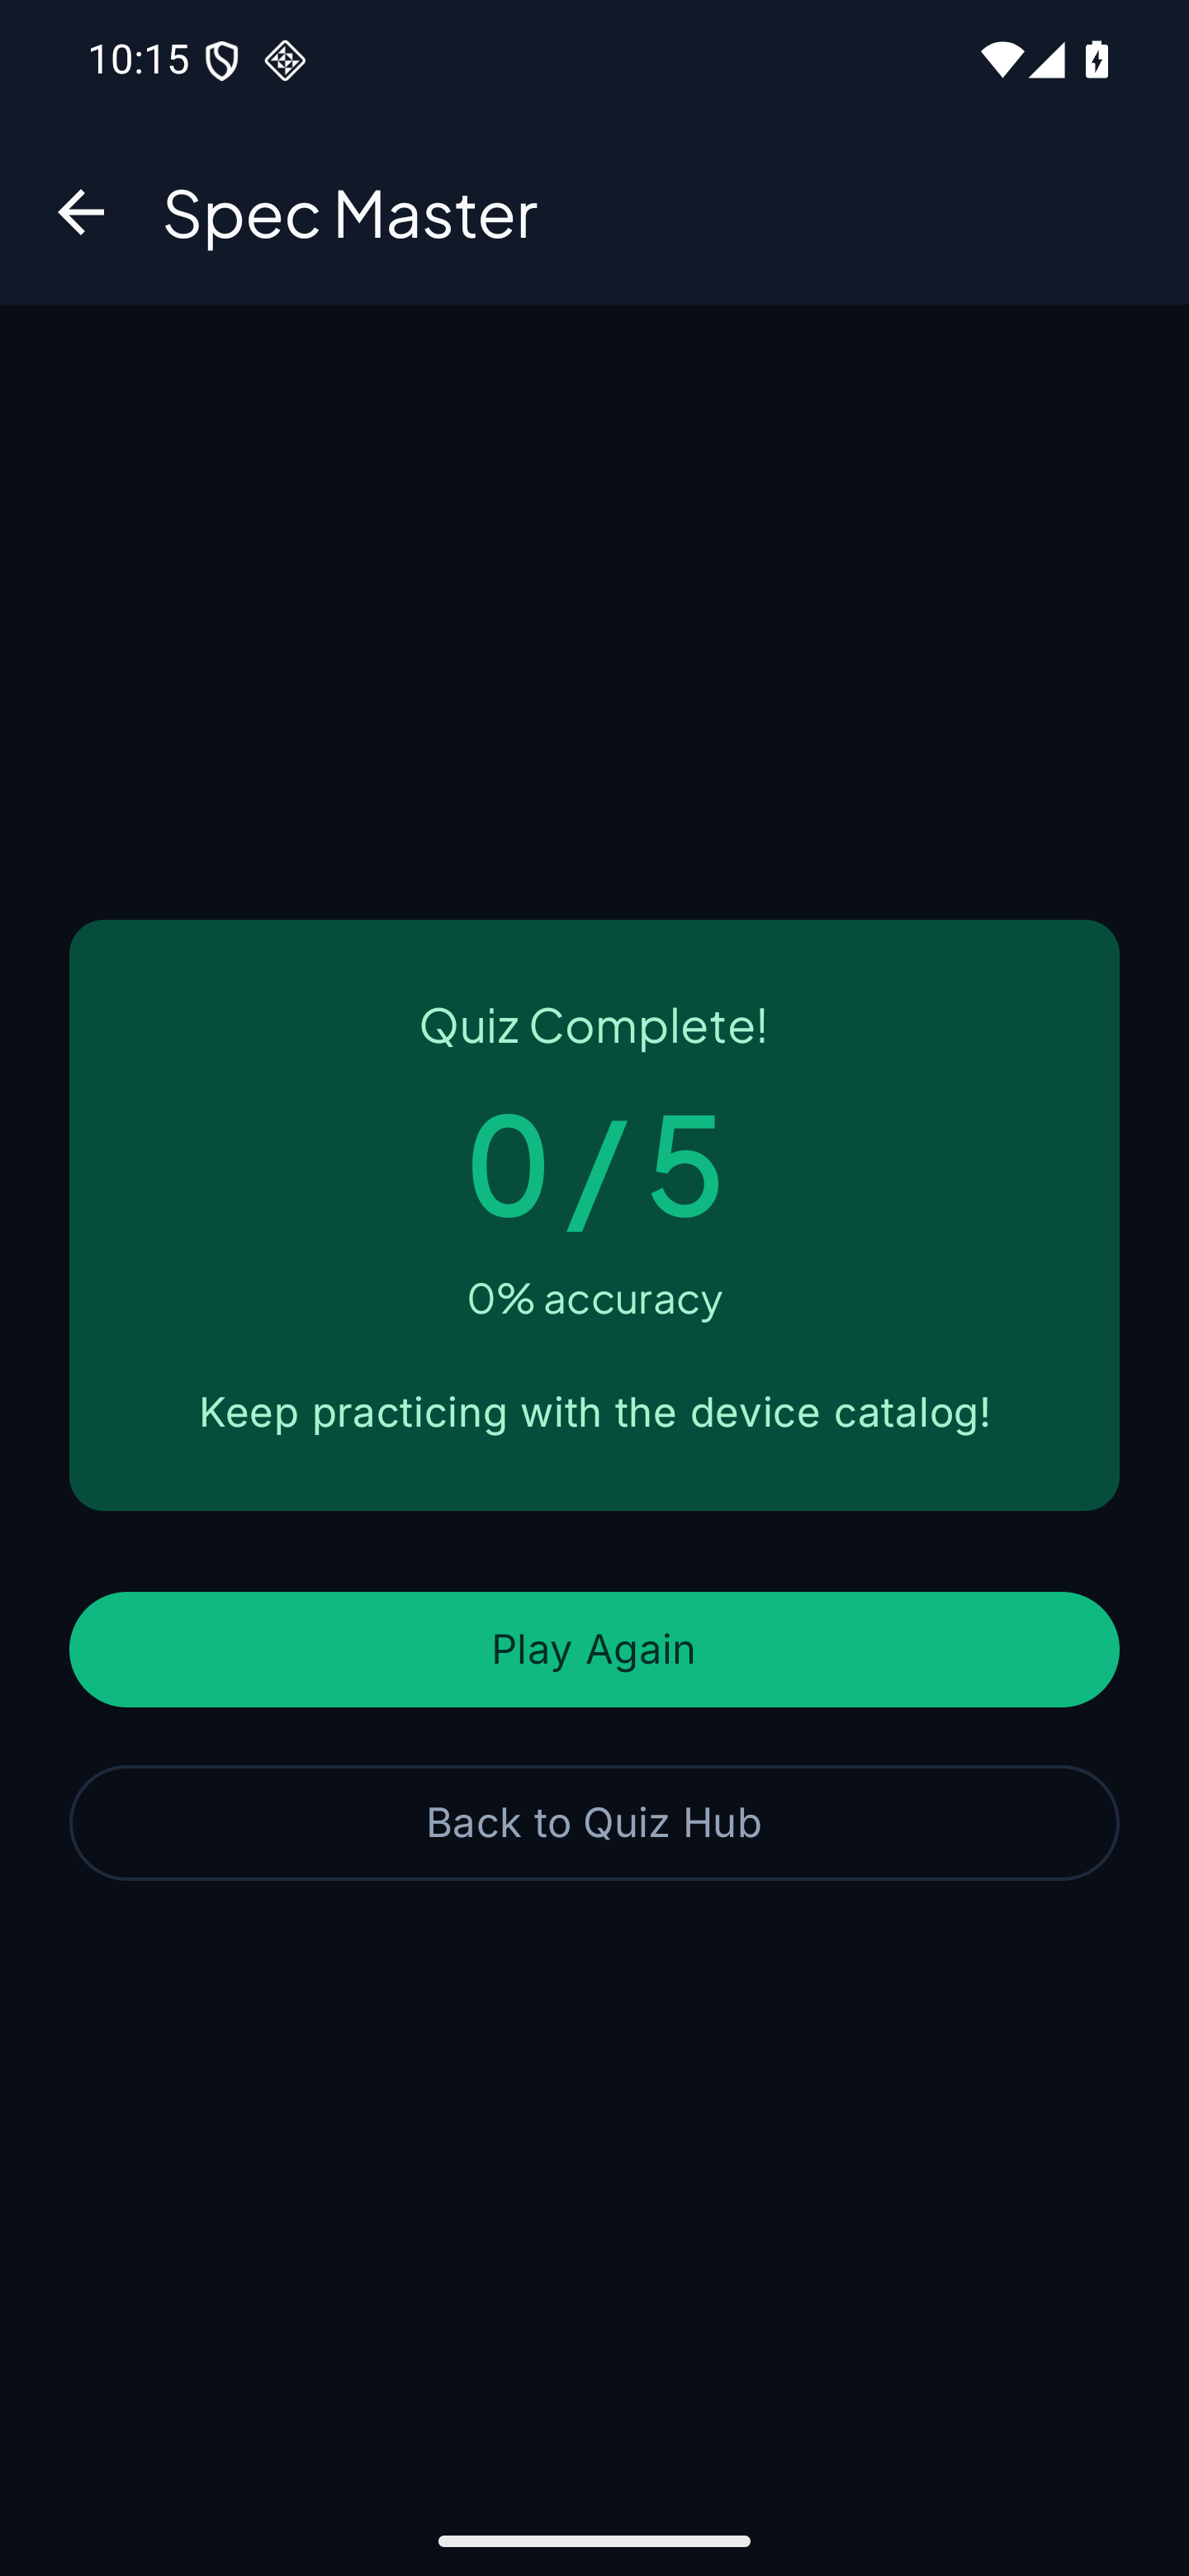 10:15
Spec Master
Quiz Complete!
0/5
0% accuracy
Keep practicing with the device catalog!
Play Again
Back to Quiz Hub